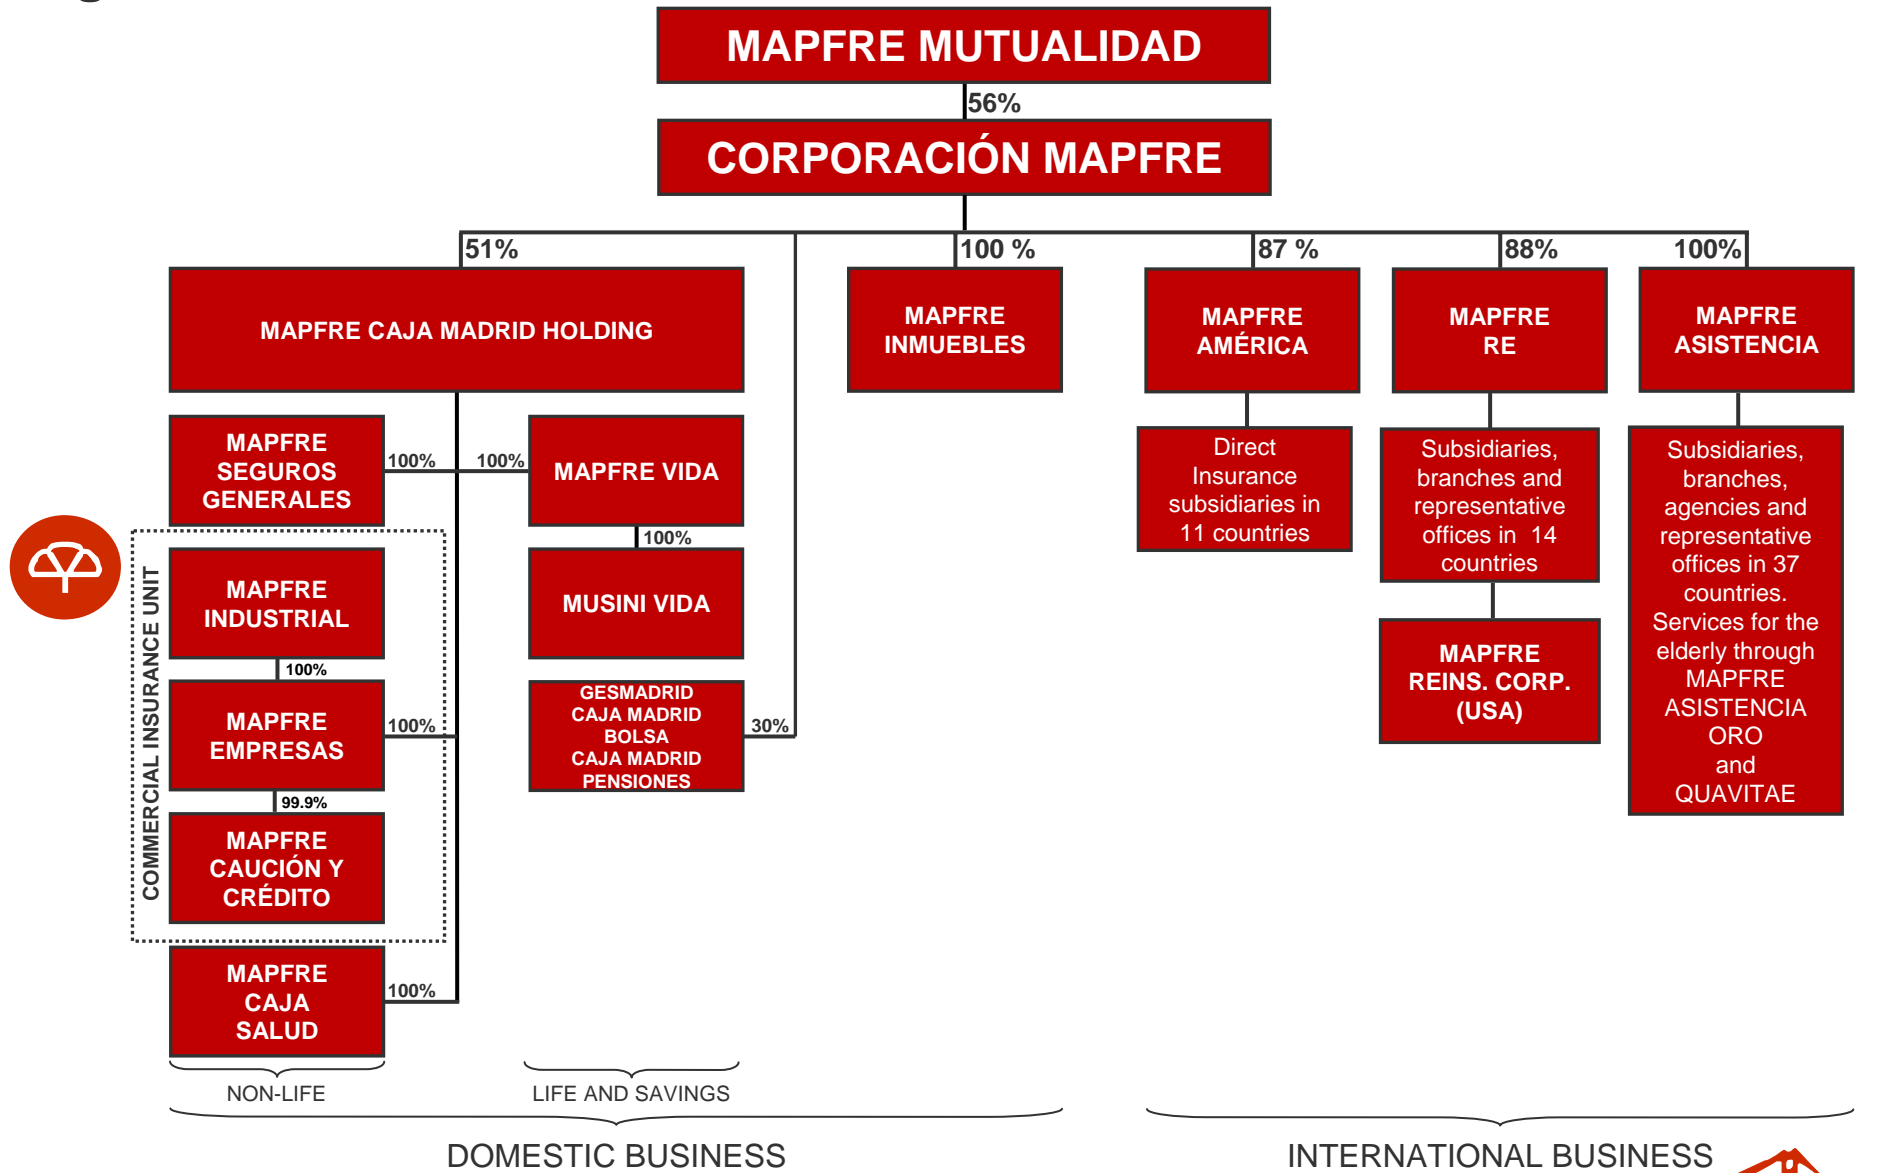 MAPFRE MUTUALIDAD
56%
CORPORACIÓN MAPFRE
51%
100 %
87 %
88%
100%
MAPFRE CAJA MADRID HOLDING
MAPFRE
INMUEBLES
MAPFRE
AMÉRICA
MAPFRE
RE
MAPFRE
ASISTENCIA
MAPFRE
SEGUROS
GENERALES
100%
100%
MAPFRE VIDA
100%
MUSINI VIDA
GESMADRID
CAJA MADRID
BOLSA
CAJA MADRID
PENSIONES
30%
COMMERCIAL INSURANCE UNIT
MAPFRE
INDUSTRIAL
100%
MAPFRE
EMPRESAS
100%
99.9%
MAPFRE
CAUCIÓN Y
CRÉDITO
MAPFRE
CAJA
SALUD
100%
Direct
Insurance
subsidiaries in
11 countries
Subsidiaries,
branches and
representative
offices in 14
countries
MAPFRE
REINS. CORP.
(USA)
Subsidiaries,
branches,
agencies and
representative
offices in 37
countries.
Services for the
elderly through
MAPFRE
ASISTENCIA
ORO
and
QUAVITAE
NON-LIFE
LIFE AND SAVINGS
DOMESTIC BUSINESS
INTERNATIONAL BUSINESS